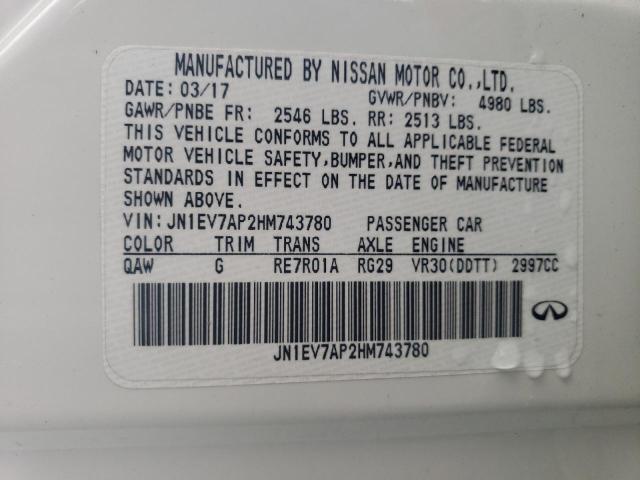 MANUFACTURED BY NISSAN MOTOR CO.,LTD.
DATE: 03/17 GVWR/PNBV: 4980 LBS.
GAWR/PNBE FR: 2546 LBS. RR: 2513 LBS.
THIS VEHICLE CONFORMS TO ALL APPLICABLE FEDERAL
MOTOR VEHICLE SAFETY,BUMPER,AND THEFT PREVENTION
STANDARDS IN EFFECT ON THE DATE OF MANUFACTURE
SHOWN ABOVE.
VIN:JN1EV7AP2HM743780 PASSENGER CAR
COLOR TRIM TRANS AXLE ENGINE
QAW G RE7R01A RG29 VR30(DDTT) 2997CC
JN1EV7AP2HM743780